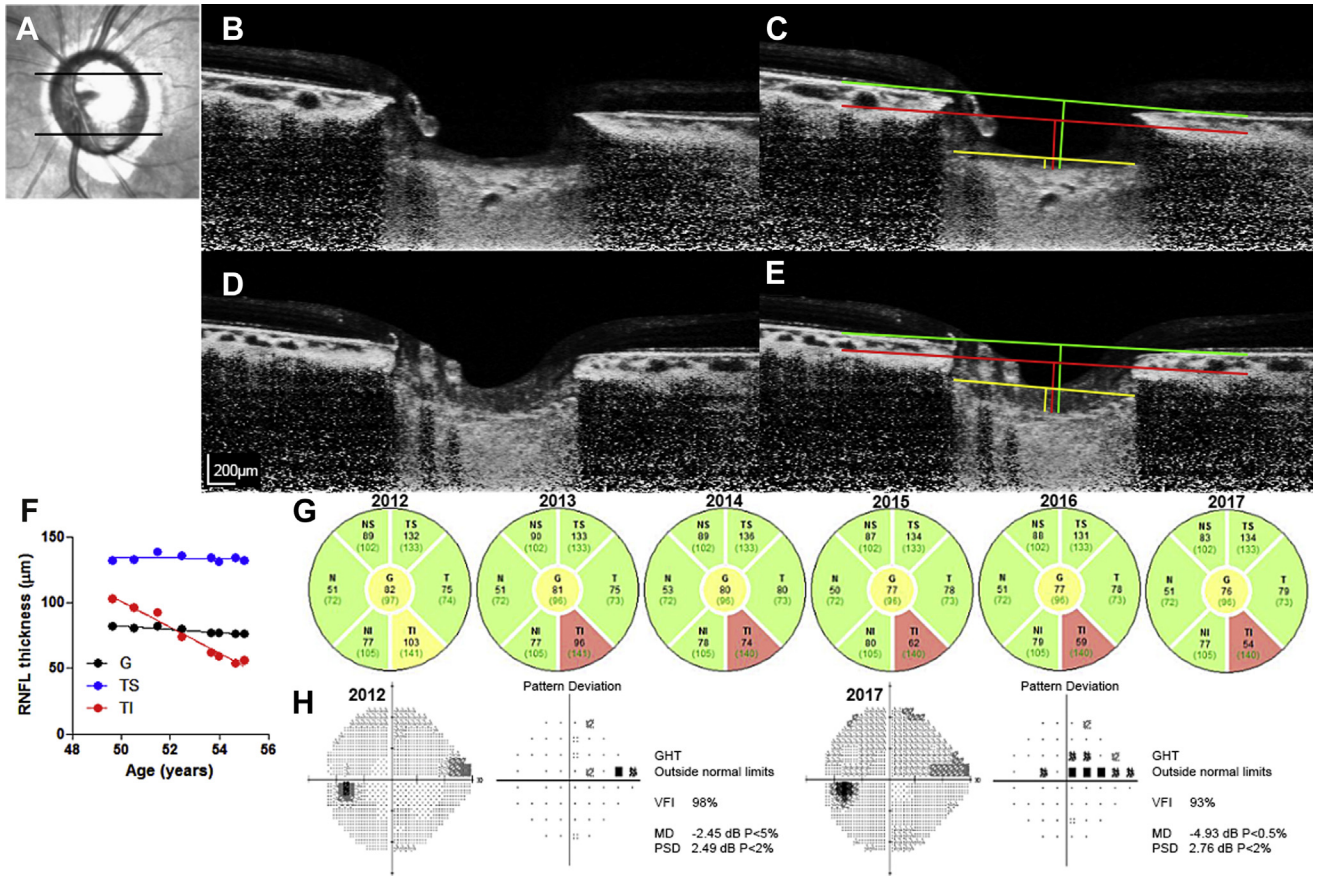 A
B
C
D
E
200µm
F
RNFL thickness (µm)
150
100
50
0
G
TS
TI
48
50
52
54
56
Age (years)
G
2012
2013
2014
2015
2016
2017
NS
89
(102)
TS
132
(133)
N
51
(72)
G
82
(97)
T
75
(74)
NI
77
(105)
TI
103
(141)
NS
90
(102)
TS
133
(133)
N
51
(72)
G
81
(96)
T
75
(73)
NI
77
(105)
TI
96
(141)
NS
89
(102)
TS
136
(133)
N
53
(72)
G
80
(96)
T
80
(73)
NI
78
(105)
TI
74
(140)
NS
87
(102)
TS
134
(133)
N
50
(72)
G
77
(96)
T
78
(73)
NI
80
(105)
TI
62
(140)
NS
88
(102)
TS
131
(133)
N
51
(72)
G
77
(96)
T
78
(73)
NI
79
(105)
TI
59
(140)
NS
83
(102)
TS
134
(133)
N
51
(72)
G
76
(96)
T
79
(73)
NI
77
(105)
TI
54
(140)
H
2012
Pattern Deviation
GHT
Outside normal limits
VFI 98%
MD -2.45 dB P<5%
PSD 2.49 dB P<2%
2017
Pattern Deviation
GHT
Outside normal limits
VFI 93%
MD -4.93 dB P<0.5%
PSD 2.76 dB P<2%